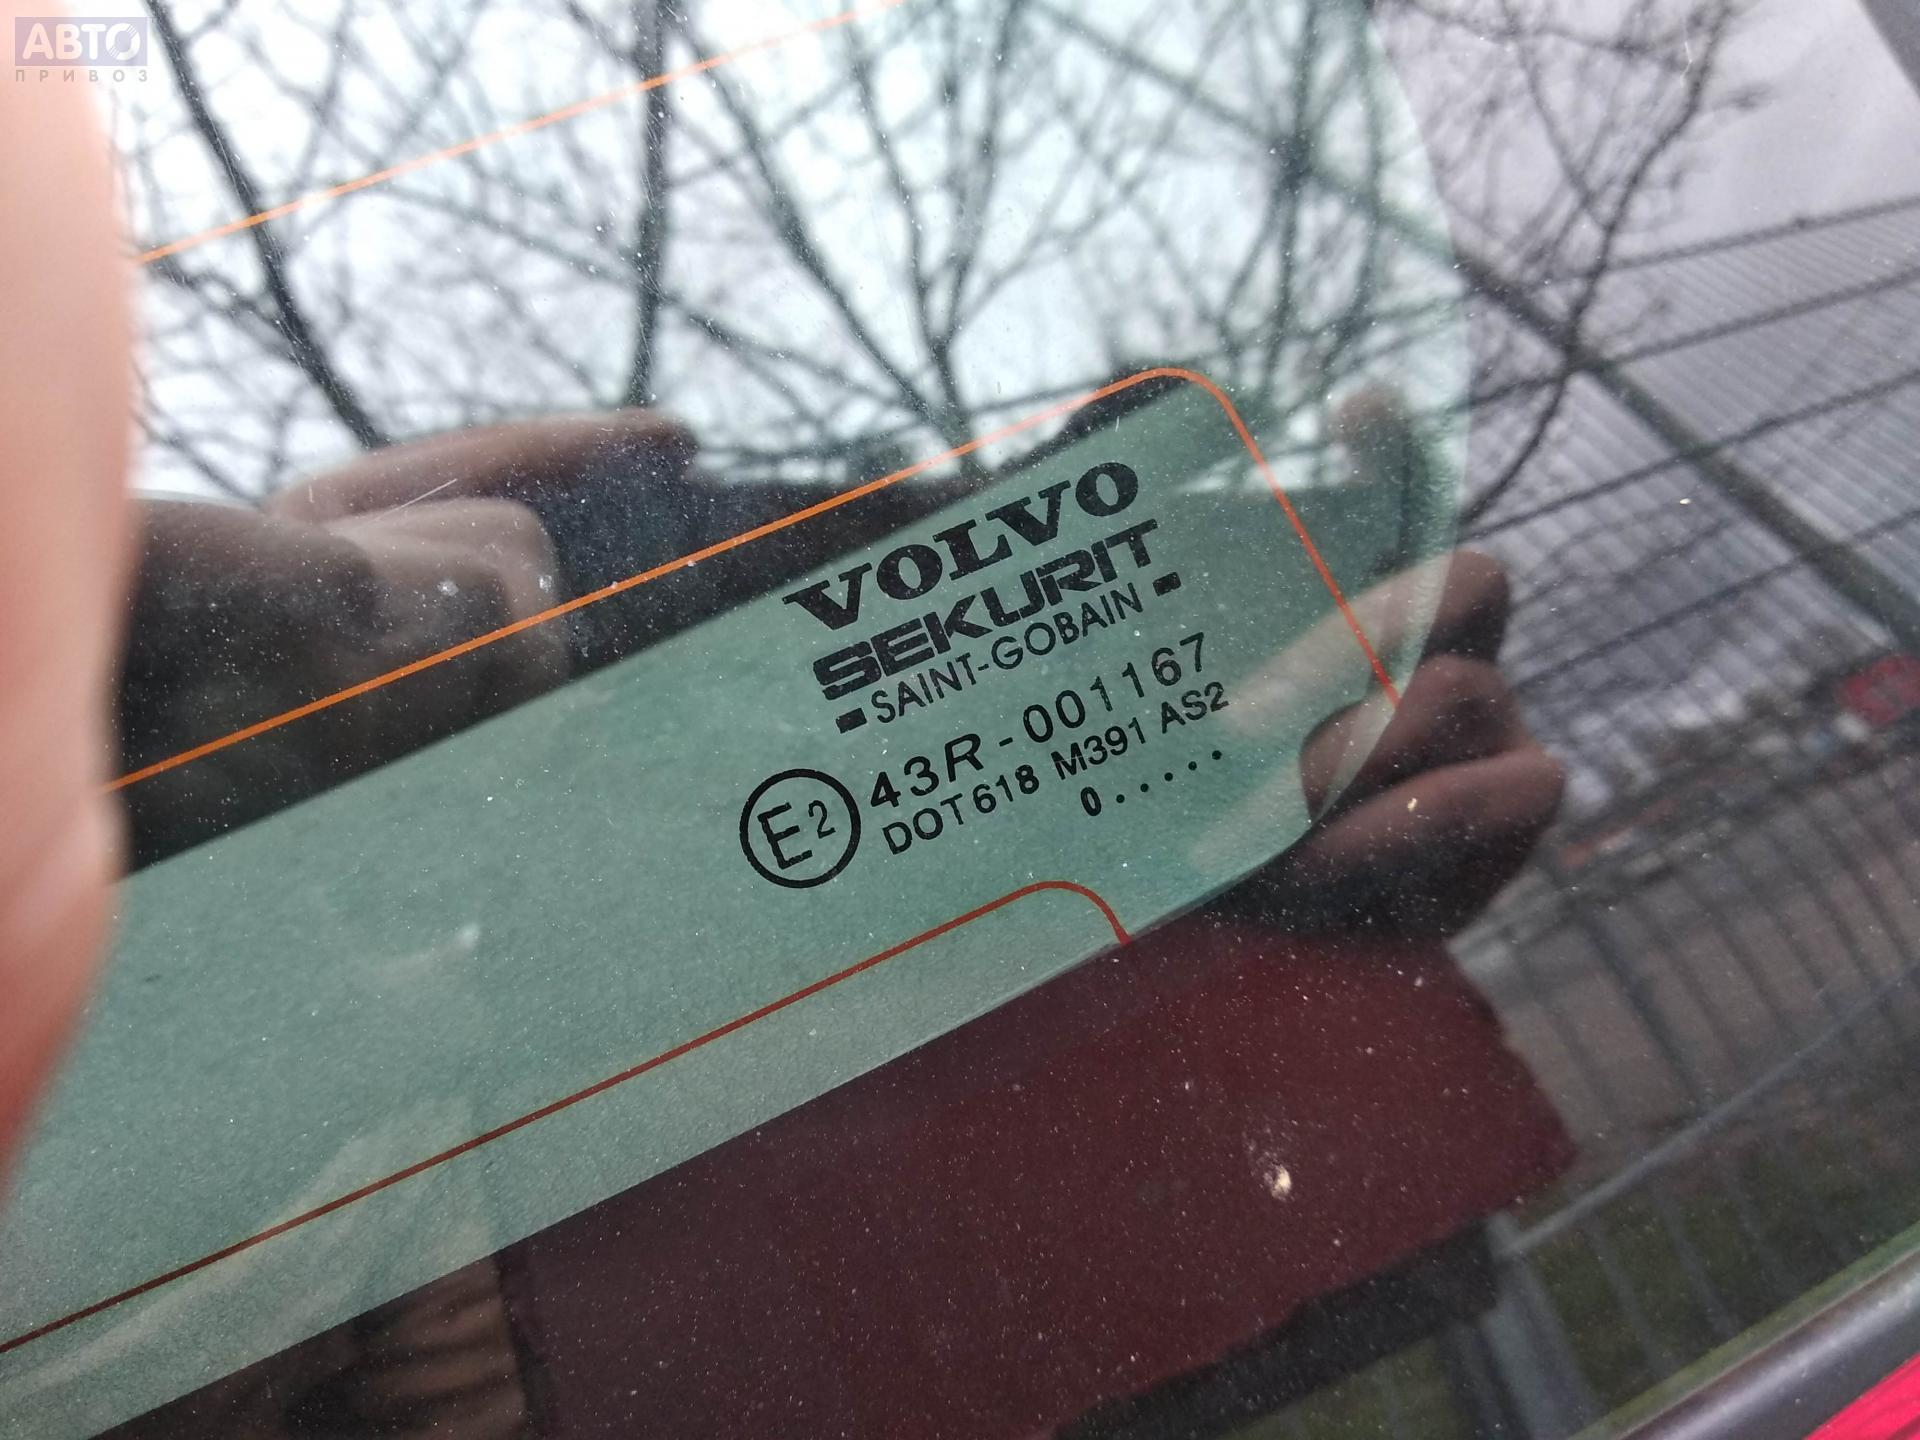 АВТО
ПРИВОЗ
VOLVO
SEKURIT
SAINT-GOBAIN
E2 43R-001167
DOT618 M391 AS2
0.....